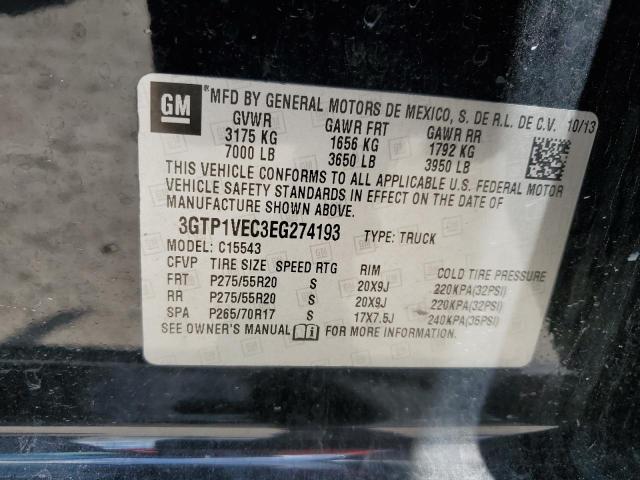 GM ® MFD BY GENERAL MOTORS DE MEXICO, S. DE R.L. DE C.V. 10/13
GVWR GAWR FRT GAWR RR
3175 KG 1656 KG 1792 KG
7000 LB 3650 LB 3950 LB
THIS VEHICLE CONFORMS TO ALL APPLICABLE U.S. FEDERAL MOTOR
VEHICLE SAFETY STANDARDS IN EFFECT ON THE DATE OF
MANUFACTURE SHOWN ABOVE.
3GTP1VEC3EG274193 TYPE: TRUCK
MODEL: C15543
CFVP TIRE SIZE SPEED RTG RIM COLD TIRE PRESSURE
FRT P275/55R20 S 20X9J 220KPA(32PSI)
RR P275/55R20 S 20X9J 220KPA(32PSI)
SPA P265/70R17 S 17X7.5J 240KPA(35PSI)
SEE OWNER'S MANUAL FOR MORE INFORMATION.